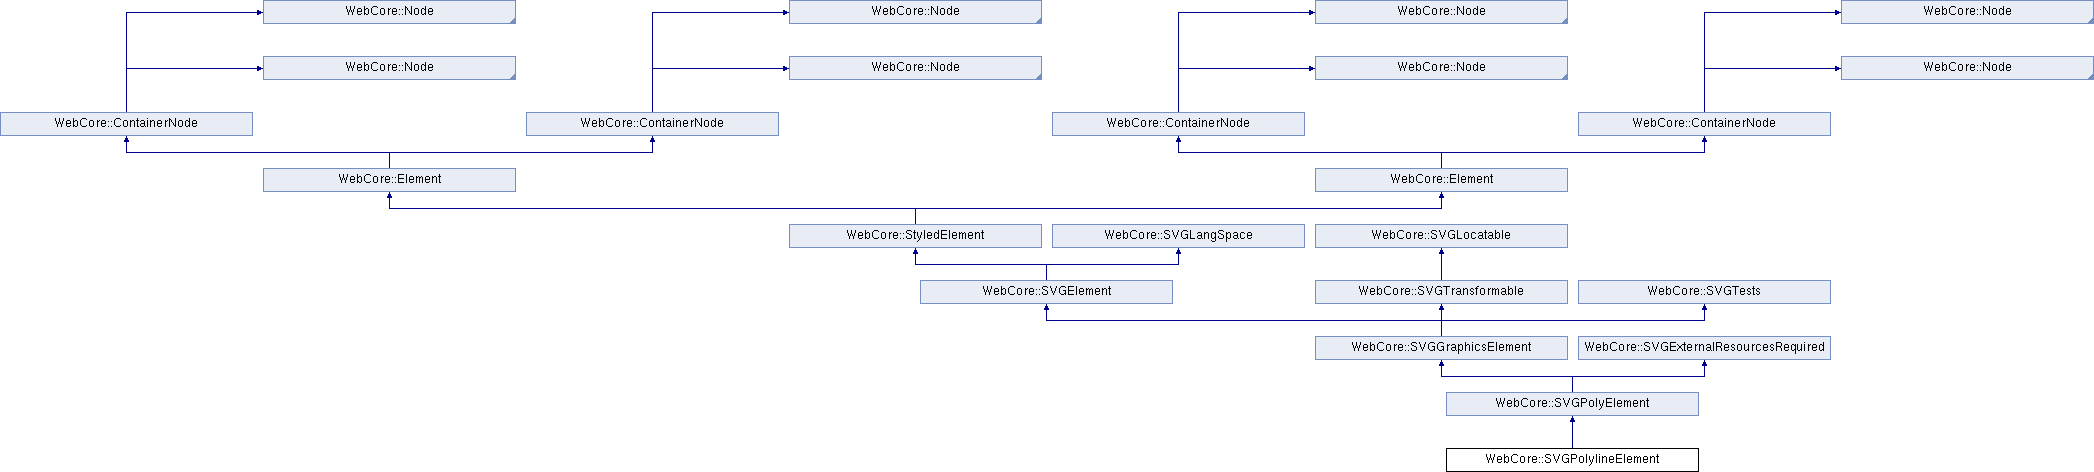 WebCore::Node
WebCore::Node
WebCore::Node
WebCore::Node
WebCore::Node
WebCore::Node
WebCore::Node
WebCore::Node
WebCore::ContainerNode
WebCore::ContainerNode
WebCore::ContainerNode
WebCore::ContainerNode
WebCore::Element
WebCore::Element
WebCore::StyledElement
WebCore::SVGLangSpace
WebCore::SVGLocatable
WebCore::SVGElement
WebCore::SVGTransformable
WebCore::SVGTests
WebCore::SVGGraphicsElement
WebCore::SVGExternalResourcesRequired
WebCore::SVGPolyElement
WebCore::SVGPolylineElement